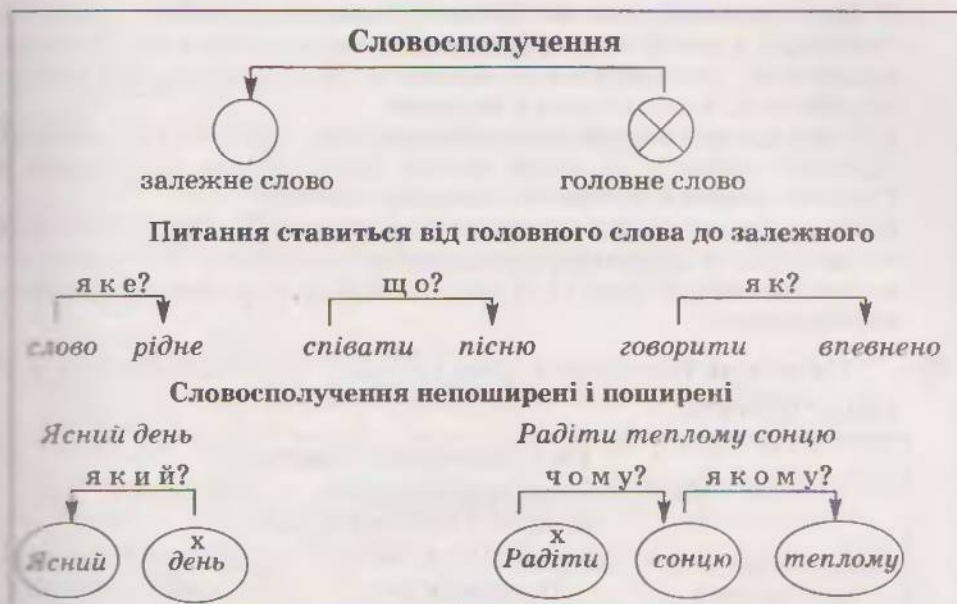 Словосполучення
залежне слово головне слово
Питання ставиться від головного слова до залежного
яке? що? як?
слово рідне співати пісню говорити впевнено
Словосполучення непоширені і поширені
Ясний день Радіти теплому сонцю
який? чому? якому?
х х
Ясний день Радіти сонцю теплому